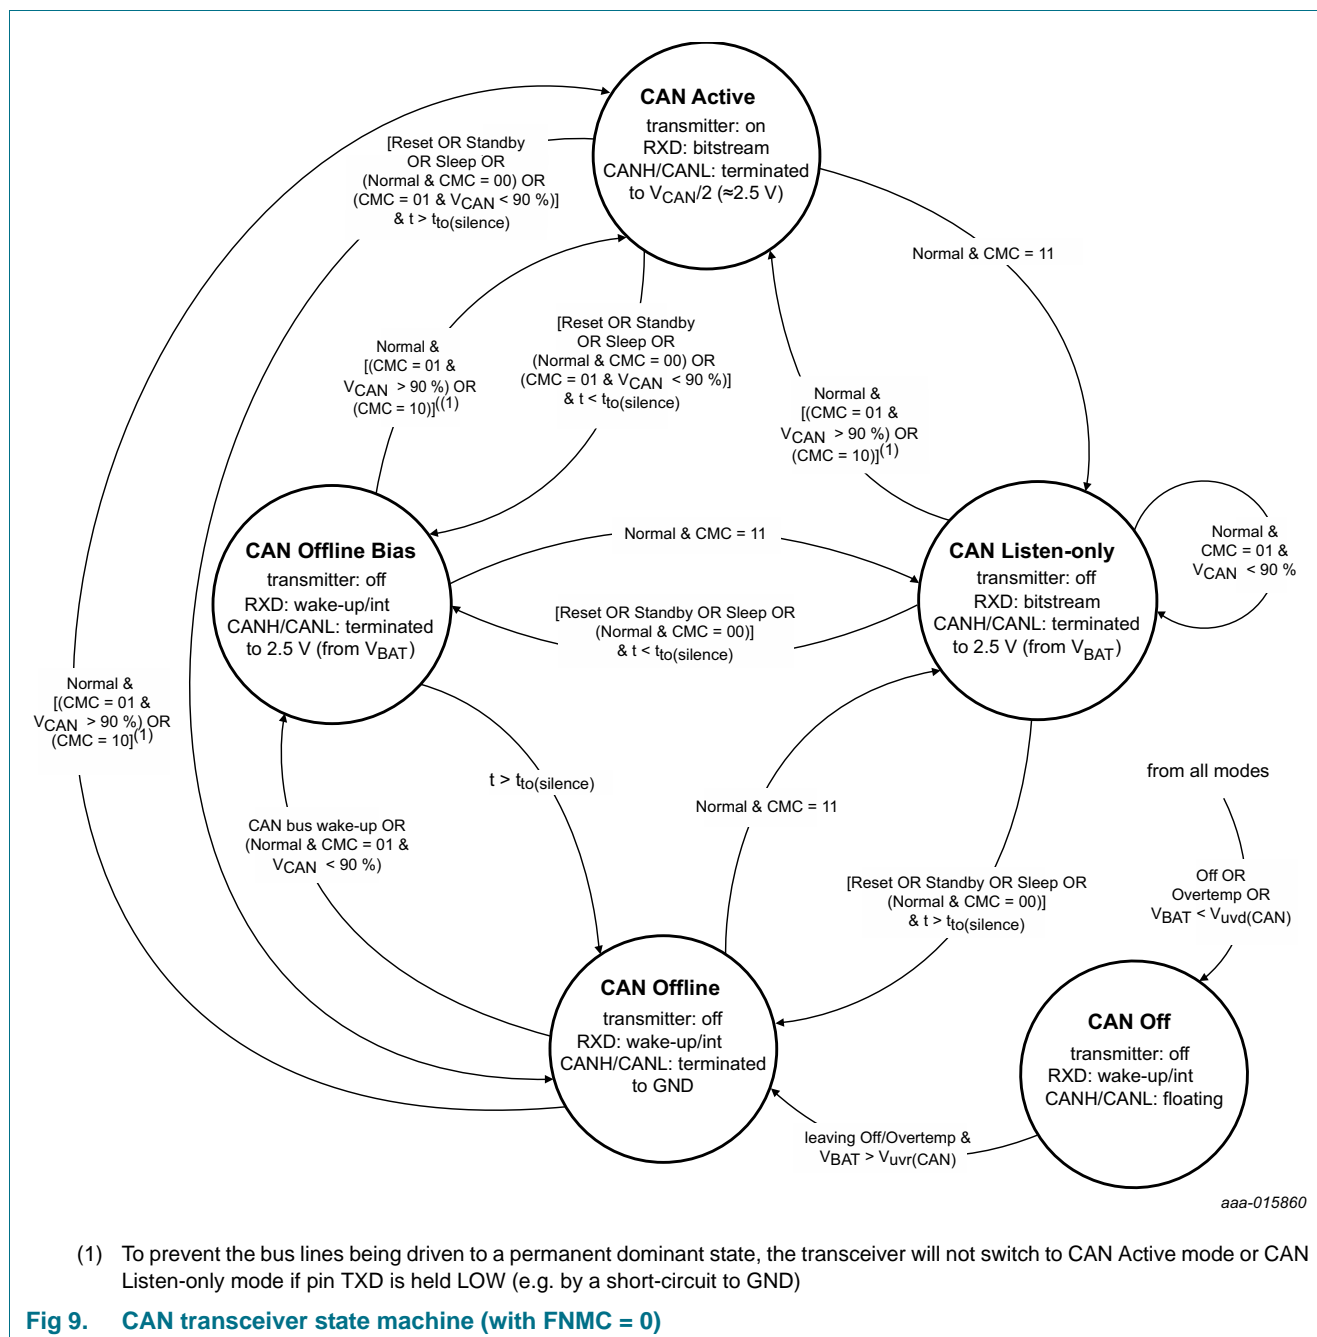 CAN Active
transmitter: on
RXD: bitstream
CANH/CANL: terminated
to VCAN/2 (≈2.5 V)
[Reset OR Standby
OR Sleep OR
(Normal & CMC = 00) OR
(CMC = 01 & VCAN < 90 %)]
& t > tto(silence)
Normal & CMC = 11
[Reset OR Standby
OR Sleep OR
(Normal & CMC = 00) OR
(CMC = 01 & VCAN < 90 %)]
& t < tto(silence)
Normal &
[(CMC = 01 &
VCAN > 90 %) OR
(CMC = 10)]((1)
Normal &
[(CMC = 01 &
VCAN > 90 %) OR
(CMC = 10)](1)
CAN Offline Bias
transmitter: off
RXD: wake-up/int
CANH/CANL: terminated
to 2.5 V (from VBAT)
Normal & CMC = 11
[Reset OR Standby OR Sleep OR
(Normal & CMC = 00)]
& t < tto(silence)
CAN Listen-only
transmitter: off
RXD: bitstream
CANH/CANL: terminated
to 2.5 V (from VBAT)
Normal &
CMC = 01 &
VCAN < 90 %
Normal &
[(CMC = 01 &
VCAN > 90 %) OR
(CMC = 10](1)
t > tto(silence)
Normal & CMC = 11
from all modes
CAN bus wake-up OR
(Normal & CMC = 01 &
VCAN < 90 %)
[Reset OR Standby OR Sleep OR
(Normal & CMC = 00)]
& t > tto(silence)
Off OR
Overtemp OR
VBAT < Vuvd(CAN)
CAN Offline
transmitter: off
RXD: wake-up/int
CANH/CANL: terminated
to GND
CAN Off
transmitter: off
RXD: wake-up/int
CANH/CANL: floating
leaving Off/Overtemp &
VBAT > Vuvr(CAN)
aaa-015860
(1) To prevent the bus lines being driven to a permanent dominant state, the transceiver will not switch to CAN Active mode or CAN
Listen-only mode if pin TXD is held LOW (e.g. by a short-circuit to GND)
Fig 9. CAN transceiver state machine (with FNMC = 0)